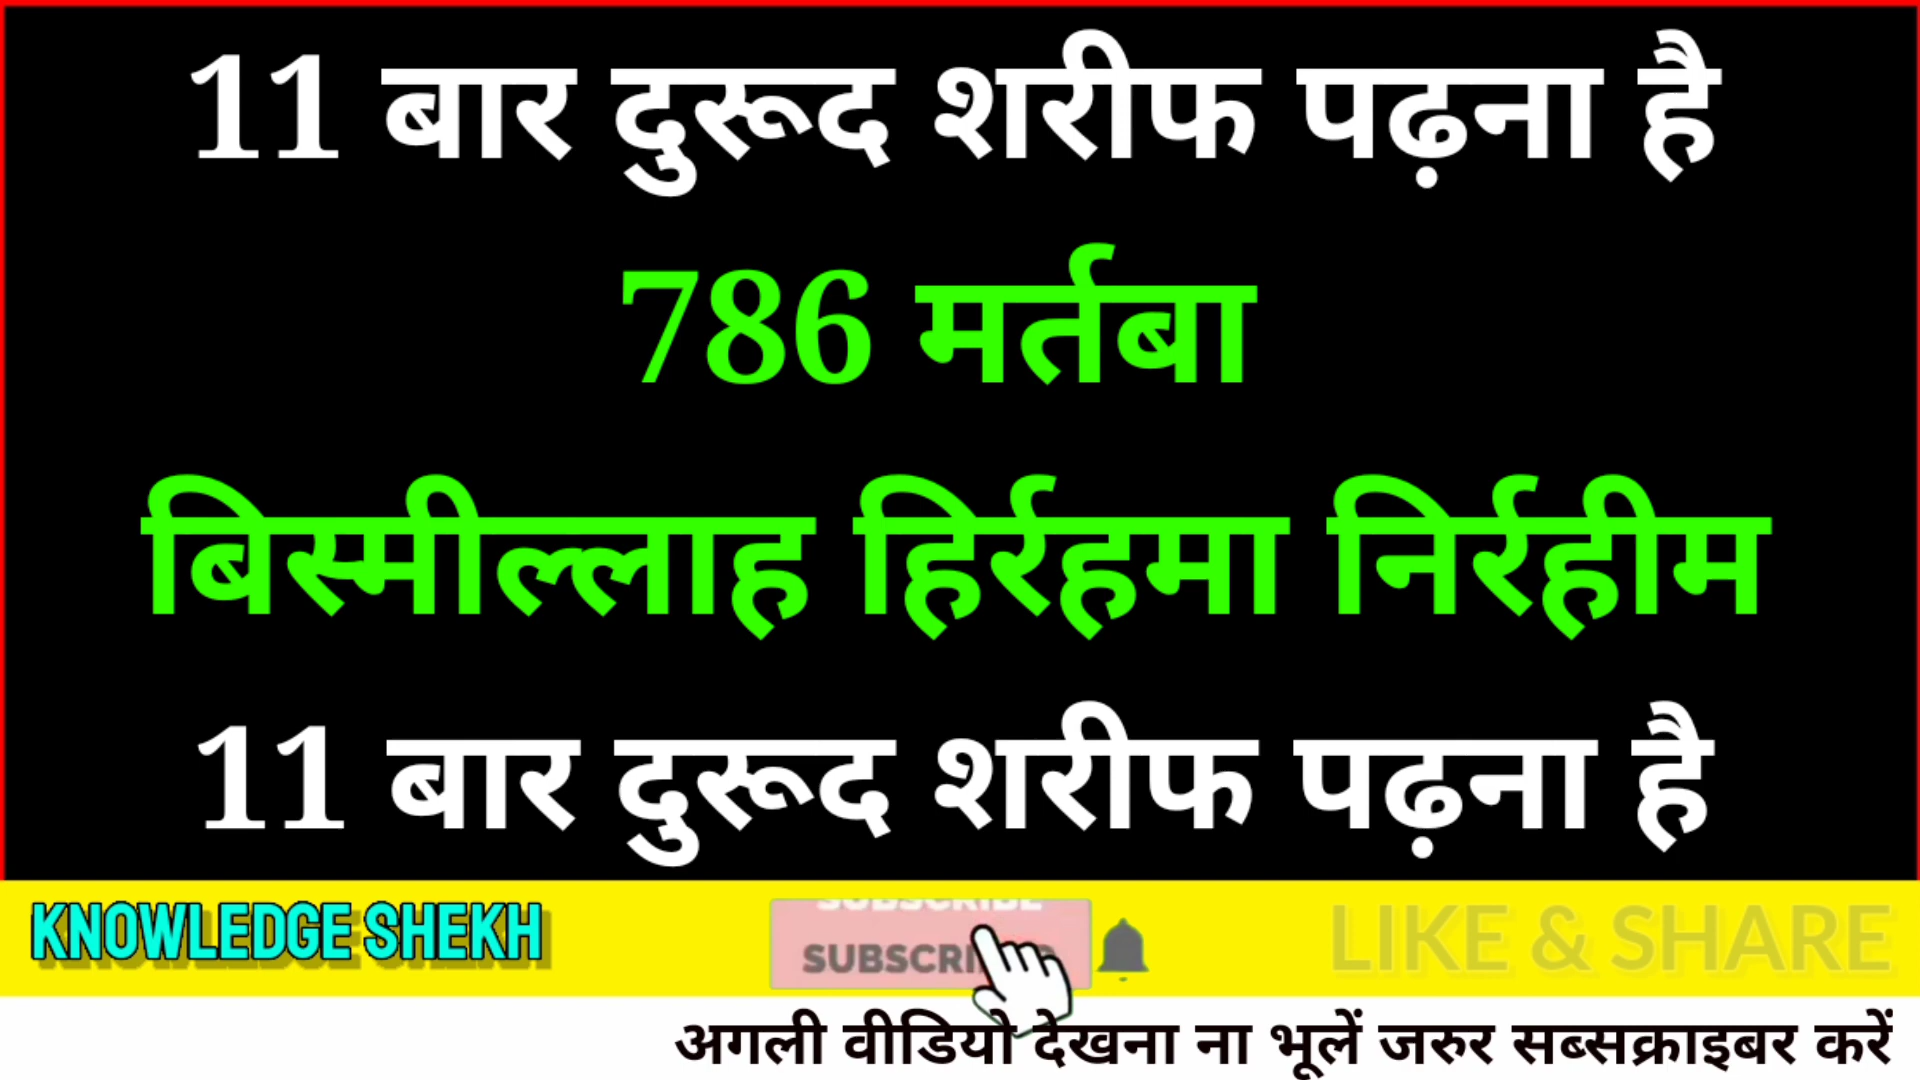 11 बार दुरूद शरीफ पढ़ना है
786 मर्तबा
बिस्मील्लाह हिर्रहमा निर्रहीम
11 बार दुरूद शरीफ पढ़ना है
KNOWLEDGE SHEKH
SUBSCRIBE
LIKE & SHARE
अगली वीडियो देखना ना भूलें जरुर सब्सक्राइबर करें